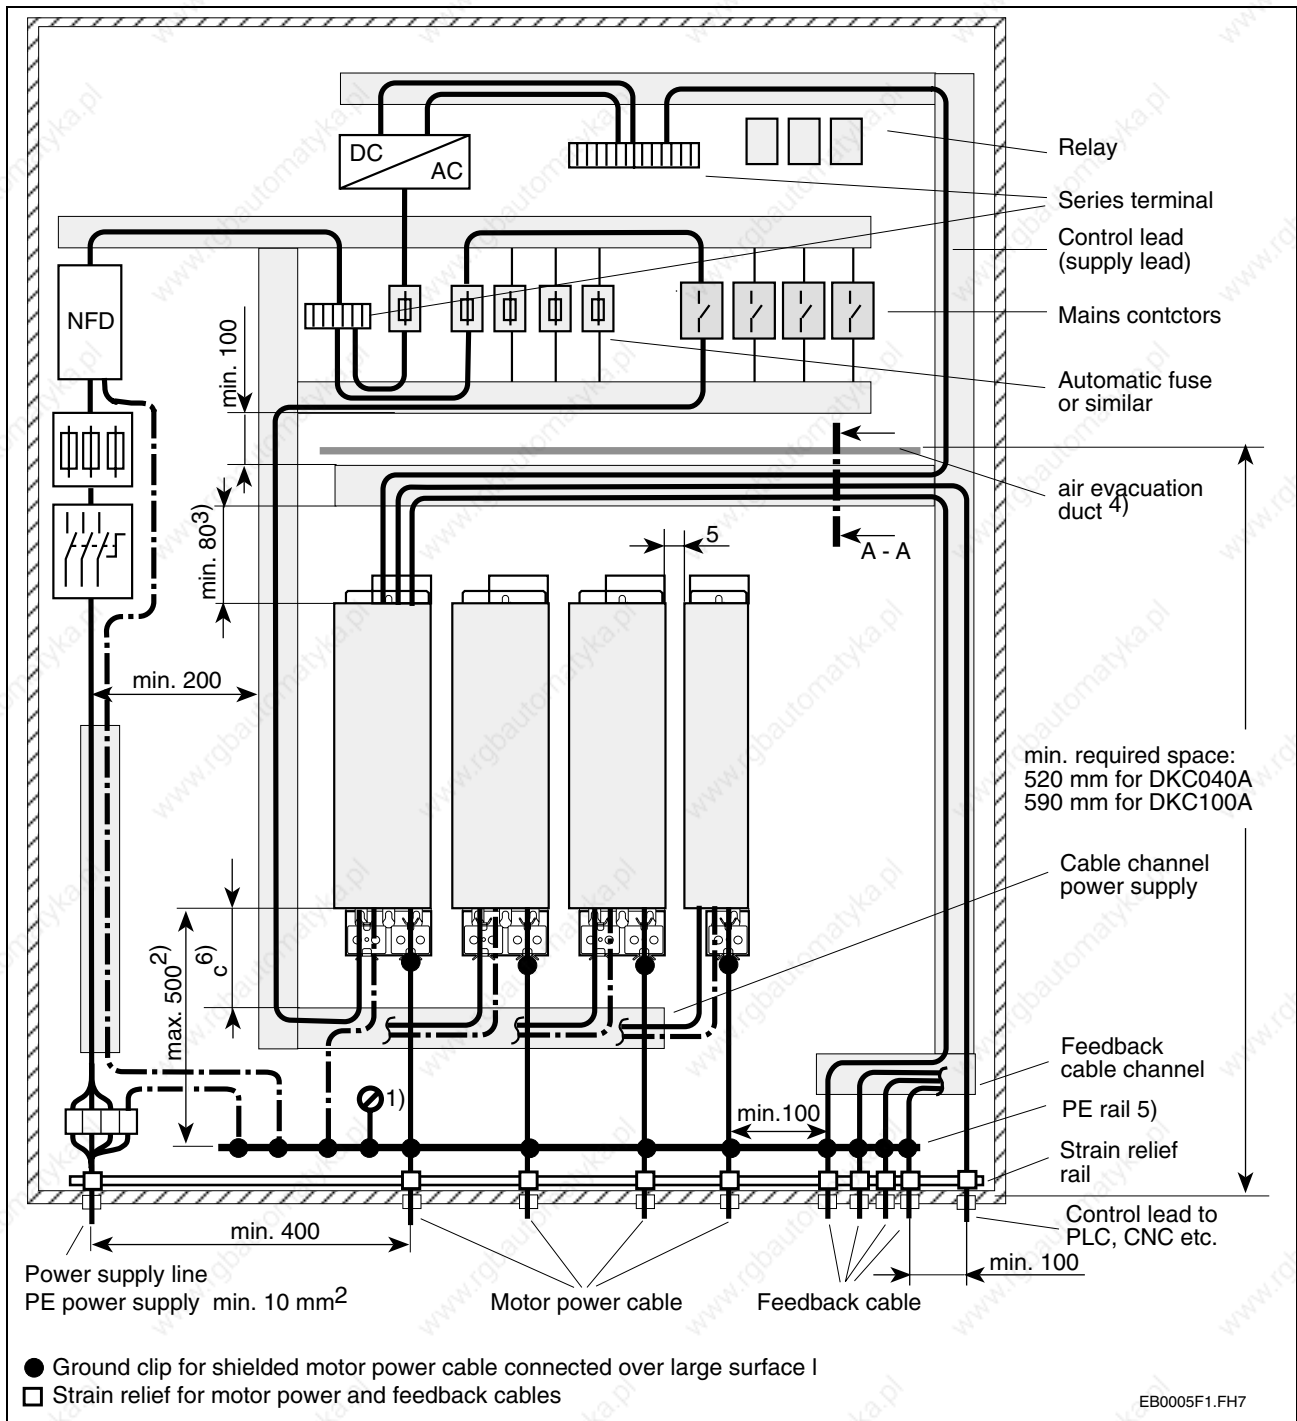 DC
AC
NFD
Relay
Series terminal
Control lead
(supply lead)
Mains contctors
Automatic fuse
or similar
min. 100
air evacuation
duct 4)
A - A
5
min. 80 3)
min. 200
min. required space:
520 mm for DKC040A
590 mm for DKC100A
Cable channel
power supply
max. 500 2)
c 6)
Feedback
cable channel
1)
min.100
PE rail 5)
Strain relief
rail
Control lead to
PLC, CNC etc.
min. 400
min. 100
Power supply line
PE power supply min. 10 mm2
Motor power cable
Feedback cable
Ground clip for shielded motor power cable connected over large surface l
Strain relief for motor power and feedback cables
EB0005F1.FH7
www.rgbautomatyka.pl